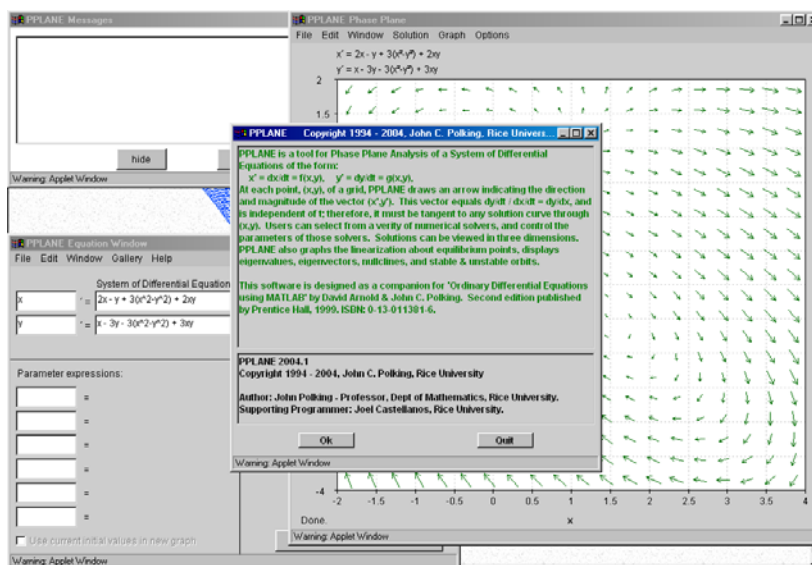 PPLANE Messages
hide
Warning: Applet Window
PPLANE Phase Plane
File Edit Window Solution Graph Options
x' = 2x - y + 3(x²-y²) + 2xy
y' = x - 3y - 3(x²-y²) + 3xy
2
1.5
-4
-2 -1.5 -1 -0.5 0 0.5 1 1.5 2 2.5 3 3.5 4
x
Done.
Warning: Applet Window
PPLANE Copyright 1994 - 2004, John C. Polking, Rice Univers...
PPLANE is a tool for Phase Plane Analysis of a System of Differential
Equations of the form:
x' = dx/dt = f(x,y), y' = dy/dt = g(x,y),
At each point, (x,y), of a grid, PPLANE draws an arrow indicating the direction
and magnitude of the vector (x',y'). This vector equals dy/dt / dx/dt = dy/dx, and
is independent of t; therefore, it must be tangent to any solution curve through
(x,y). Users can select from a verity of numerical solvers, and control the
parameters of those solvers. Solutions can be viewed in three dimensions.
PPLANE also graphs the linearization about equilibrium points, displays
eigenvalues, eigenvectors, nullclines, and stable & unstable orbits.
This software is designed as a companion for 'Ordinary Differential Equations
using MATLAB' by David Arnold & John C. Polking. Second edition published
by Prentice Hall, 1999. ISBN: 0-13-011381-6.
PPLANE 2004.1
Copyright 1994 - 2004, John C. Polking, Rice University
Author: John Polking - Professor, Dept of Mathematics, Rice University.
Supporting Programmer: Joel Castellanos, Rice University.
Ok Quit
Warning: Applet Window
PPLANE Equation Window
File Edit Window Gallery Help
System of Differential Equation
x ' = 2x - y + 3(x^2-y^2) + 2xy
y ' = x - 3y - 3(x^2-y^2) + 3xy
Parameter expressions:
=
=
=
=
=
=
Use current initial values in new graph
Warning: Applet Window